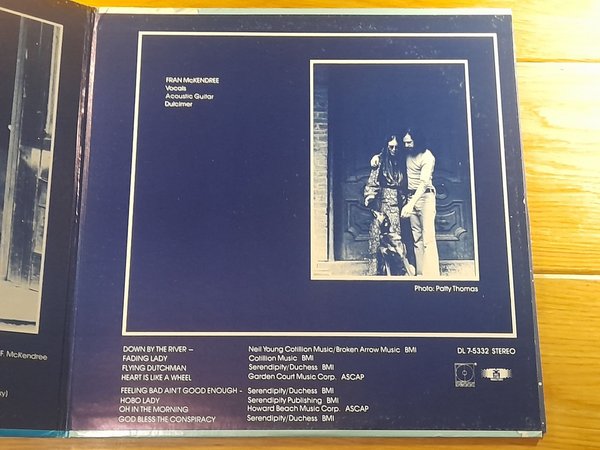 FRAN McKENDREE
Vocals
Acoustic Guitar
Dulcimer
Photo: Patty Thomas
F. McKendree
DOWN BY THE RIVER – Neil Young Cotillion Music/Broken Arrow Music BMI DL 7-5332 STEREO
FADING LADY Cotillion Music BMI
FLYING DUTCHMAN Serendipity/Duchess BMI
HEART IS LIKE A WHEEL Garden Court Music Corp. ASCAP
FEELING BAD AIN'T GOOD ENOUGH - Serendipity/Duchess BMI
HOBO LADY Serendipity Publishing BMI
OH IN THE MORNING Howard Beach Music Corp. ASCAP
GOD BLESS THE CONSPIRACY Serendipity/Duchess BMI